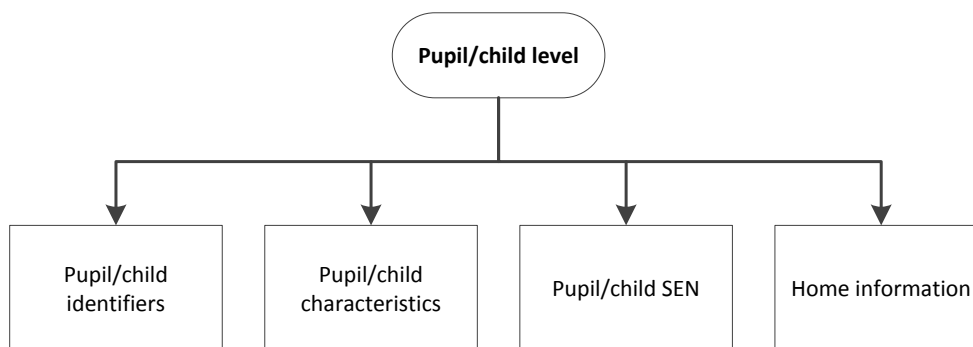 Pupil/child level
Pupil/child
identifiers
Pupil/child
characteristics
Pupil/child SEN
Home information